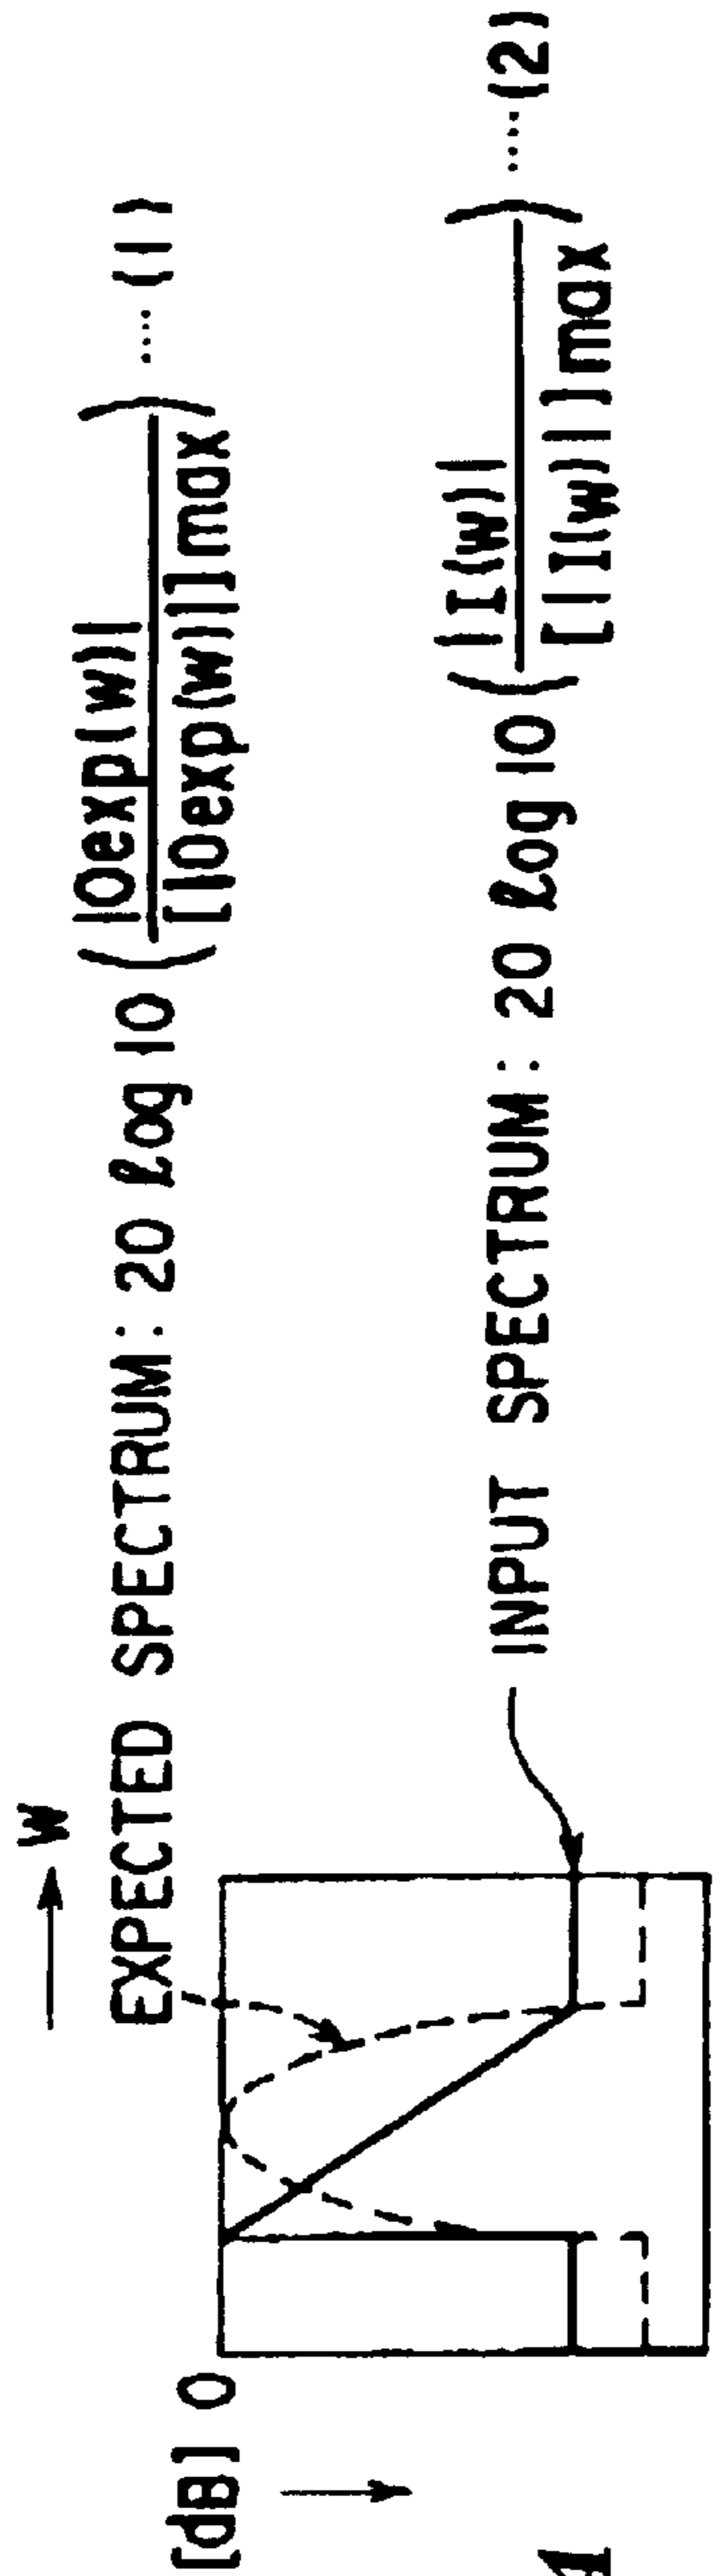 → W
EXPECTED SPECTRUM: 20 log 10 ( |Oexp(w)| / [|Oexp(w)|]max ) ....(1)
[dB] 0
INPUT SPECTRUM: 20 log 10 ( |I(w)| / [|I(w)|]max ) ....(2)